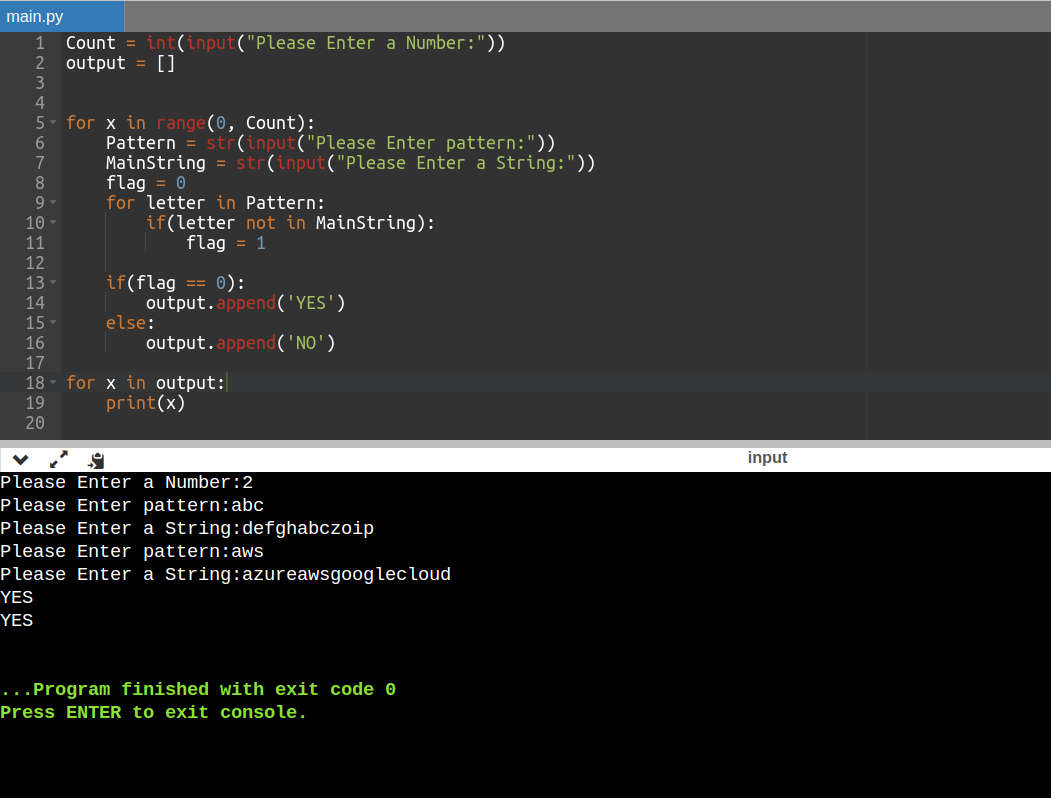 main.py
1 Count = int(input("Please Enter a Number:"))
2 output = []
3
4
5 for x in range(0, Count):
6     Pattern = str(input("Please Enter pattern:"))
7     MainString = str(input("Please Enter a String:"))
8     flag = 0
9     for letter in Pattern:
10         if(letter not in MainString):
11             flag = 1
12
13     if(flag == 0):
14         output.append('YES')
15     else:
16         output.append('NO')
17
18 for x in output:
19     print(x)
20
input
Please Enter a Number:2
Please Enter pattern:abc
Please Enter a String:defghabczoip
Please Enter pattern:aws
Please Enter a String:azureawsgooglecloud
YES
YES
...Program finished with exit code 0
Press ENTER to exit console.